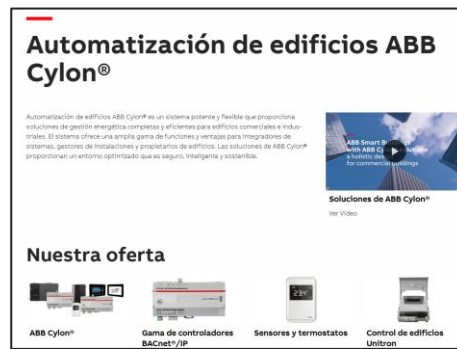 Automatización de edificios ABB
Cylon®
Automatización de edificios ABB Cylon® es un sistema potente y flexible que proporciona
soluciones de gestión energética completas y eficientes para edificios comerciales e indus-
triales. El sistema ofrece una amplia gama de funciones y ventajas para integradores de
sistemas, gestores de instalaciones y propietarios de edificios. Las soluciones de ABB Cylon®
proporcionan un entorno optimizado que es seguro, inteligente y sostenible.
ABB Smart
with ABB Cy
a holistic des
for commercial buildings
Soluciones de ABB Cylon®
Ver Vídeo
Nuestra oferta
ABB Cylon®
Gama de controladores
BACnet®/IP
Sensores y termostatos
Control de edificios
Unitron